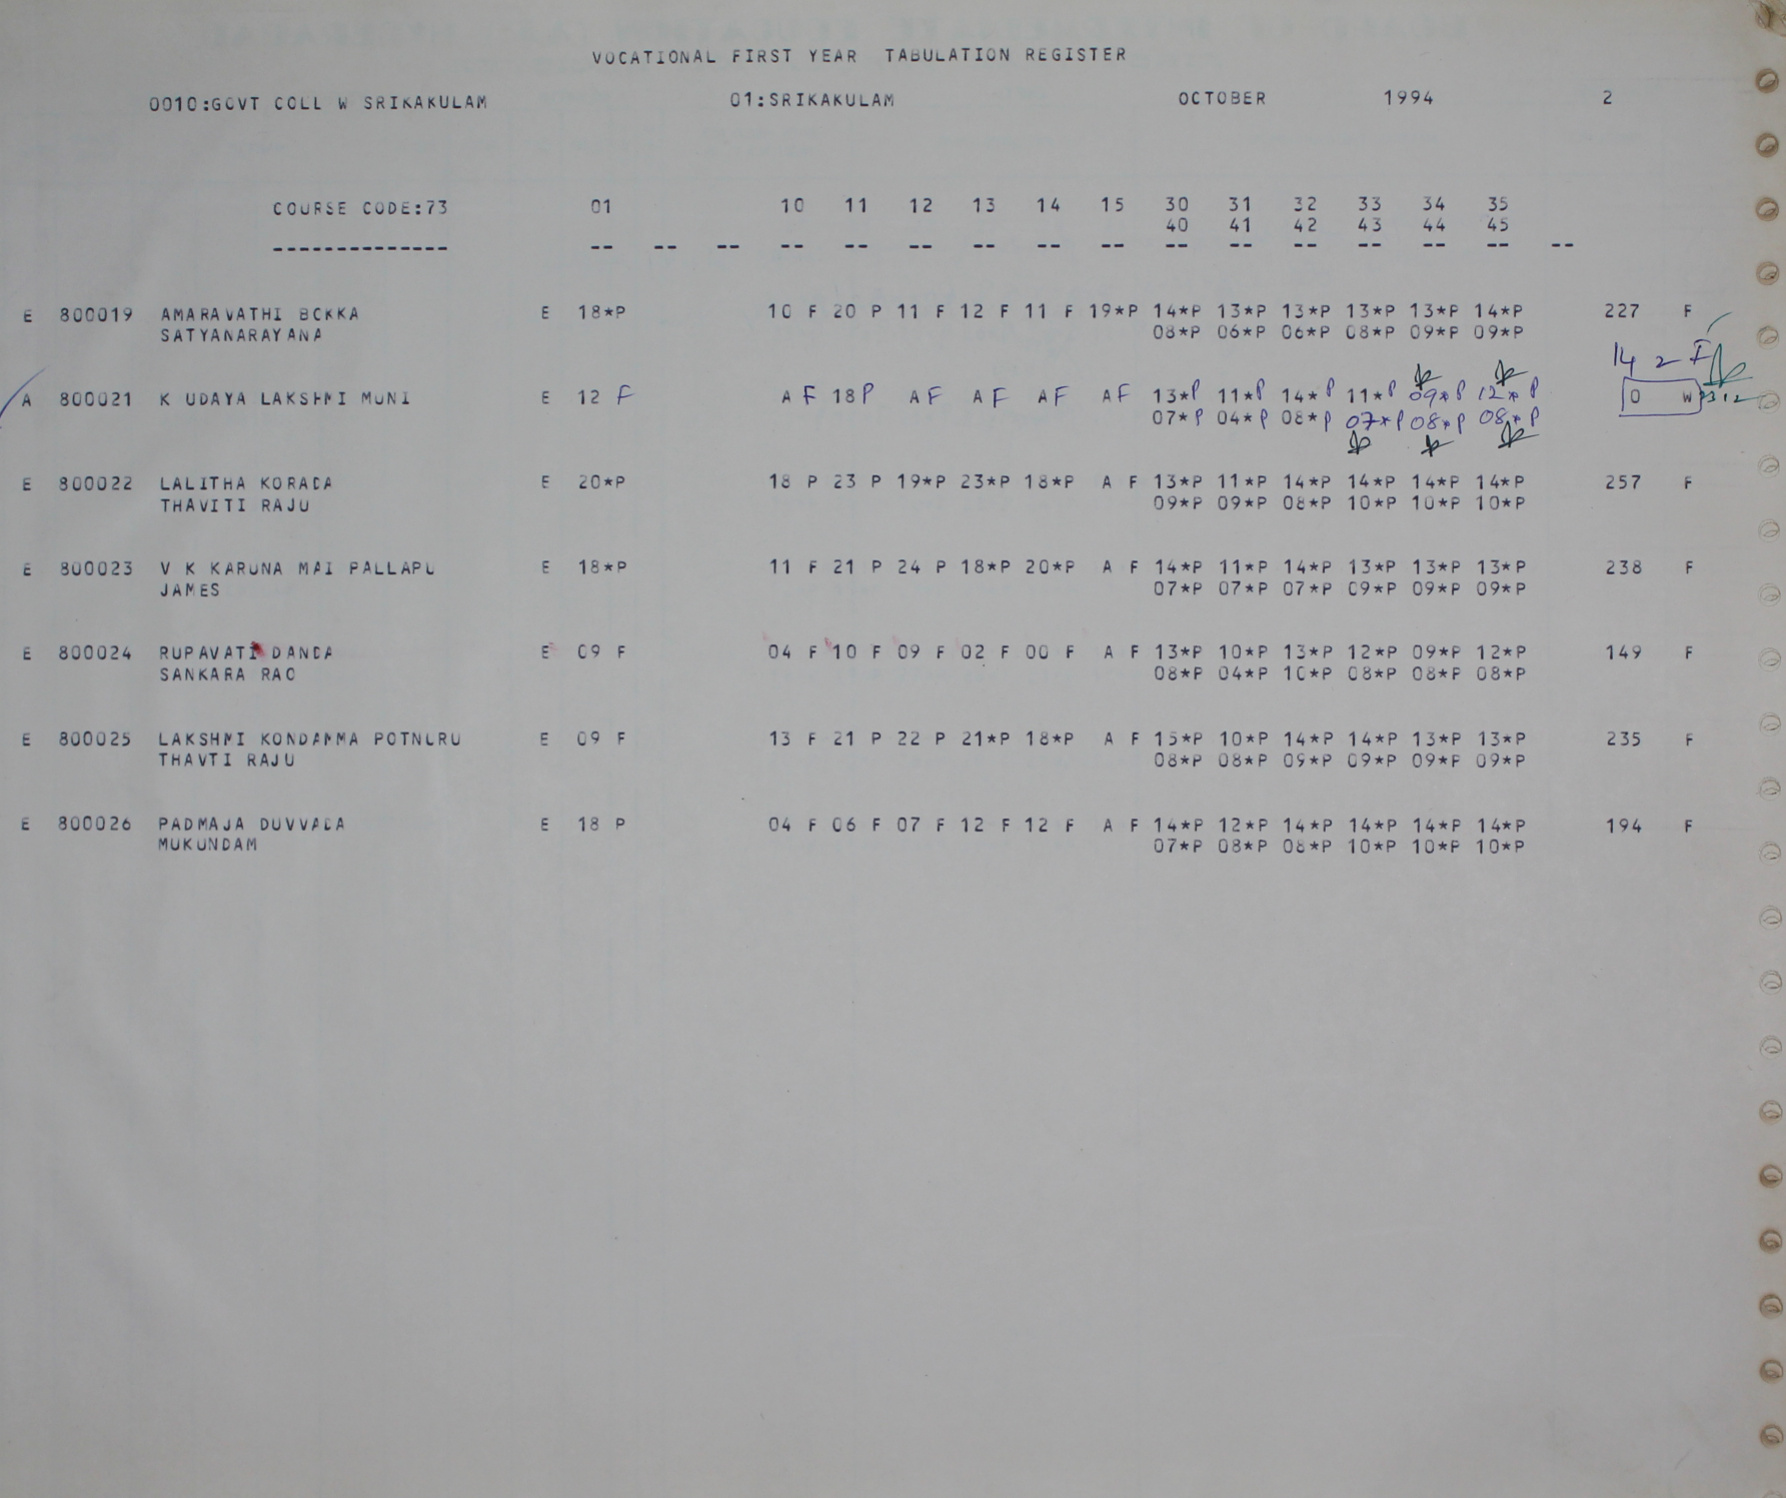 VOCATIONAL FIRST YEAR TABULATION REGISTER
0010:GOVT COLL W SRIKAKULAM 01:SRIKAKULAM OCTOBER 1994 2
COURSE CODE:73 01 10 11 12 13 14 15 30 31 32 33 34 35
40 41 42 43 44 45
-------------- -- -- -- -- -- -- -- -- -- -- -- -- -- -- -- --
E 800019 AMARAVATHI BOKKA E 18*P 10 F 20 P 11 F 12 F 11 F 19*P 14*P 13*P 13*P 13*P 13*P 14*P 227 F
SATYANARAYANA 08*P 06*P 06*P 08*P 09*P 09*P
14 2 F
A 800021 K UDAYA LAKSHMI MUNI E 12 F A F 18 P A F A F A F A F 13*P 11*P 14*P 11*P 09*P 12*P 0 W
07*P 04*P 08*P 07*P 08*P 08*P
E 800022 LALITHA KORADA E 20*P 18 P 23 P 19*P 23*P 18*P A F 13*P 11*P 14*P 14*P 14*P 14*P 257 F
THAVITI RAJU 09*P 09*P 08*P 10*P 10*P 10*P
E 800023 V K KARUNA MAI PALLAPU E 18*P 11 F 21 P 24 P 18*P 20*P A F 14*P 11*P 14*P 13*P 13*P 13*P 238 F
JAMES 07*P 07*P 07*P 09*P 09*P 09*P
E 800024 RUPAVATI DANDA E 09 F 04 F 10 F 09 F 02 F 00 F A F 13*P 10*P 13*P 12*P 09*P 12*P 149 F
SANKARA RAO 08*P 04*P 10*P 08*P 08*P 08*P
E 800025 LAKSHMI KONDAMMA POTNURU E 09 F 13 F 21 P 22 P 21*P 18*P A F 15*P 10*P 14*P 14*P 13*P 13*P 235 F
THAVTI RAJU 08*P 08*P 09*P 09*P 09*P 09*P
E 800026 PADMAJA DUVVADA E 18 P 04 F 06 F 07 F 12 F 12 F A F 14*P 12*P 14*P 14*P 14*P 14*P 194 F
MUKUNDAM 07*P 08*P 08*P 10*P 10*P 10*P